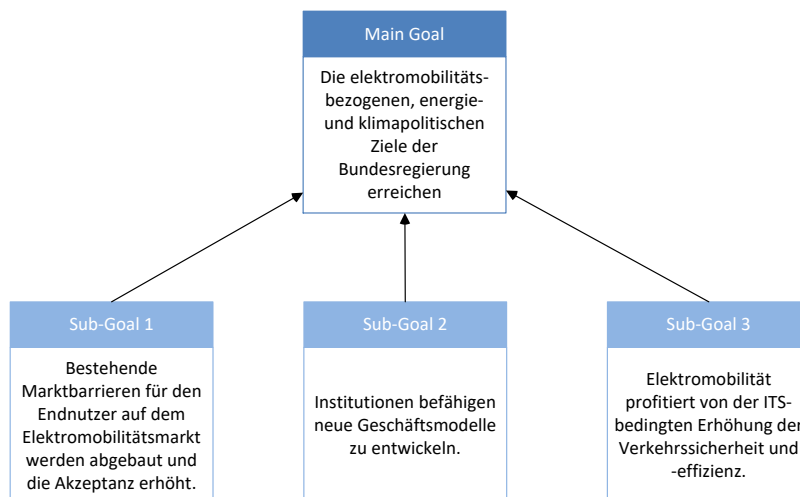 Main Goal
Die elektromobilitäts-
bezogenen, energie-
und klimapolitischen
Ziele der
Bundesregierung
erreichen
Sub-Goal 1
Bestehende
Marktbarrieren für den
Endnutzer auf dem
Elektromobilitätsmarkt
werden abgebaut und
die Akzeptanz erhöht.
Sub-Goal 2
Institutionen befähigen
neue Geschäftsmodelle
zu entwickeln.
Sub-Goal 3
Elektromobilität
profitiert von der ITS-
bedingten Erhöhung der
Verkehrssicherheit und
-effizienz.